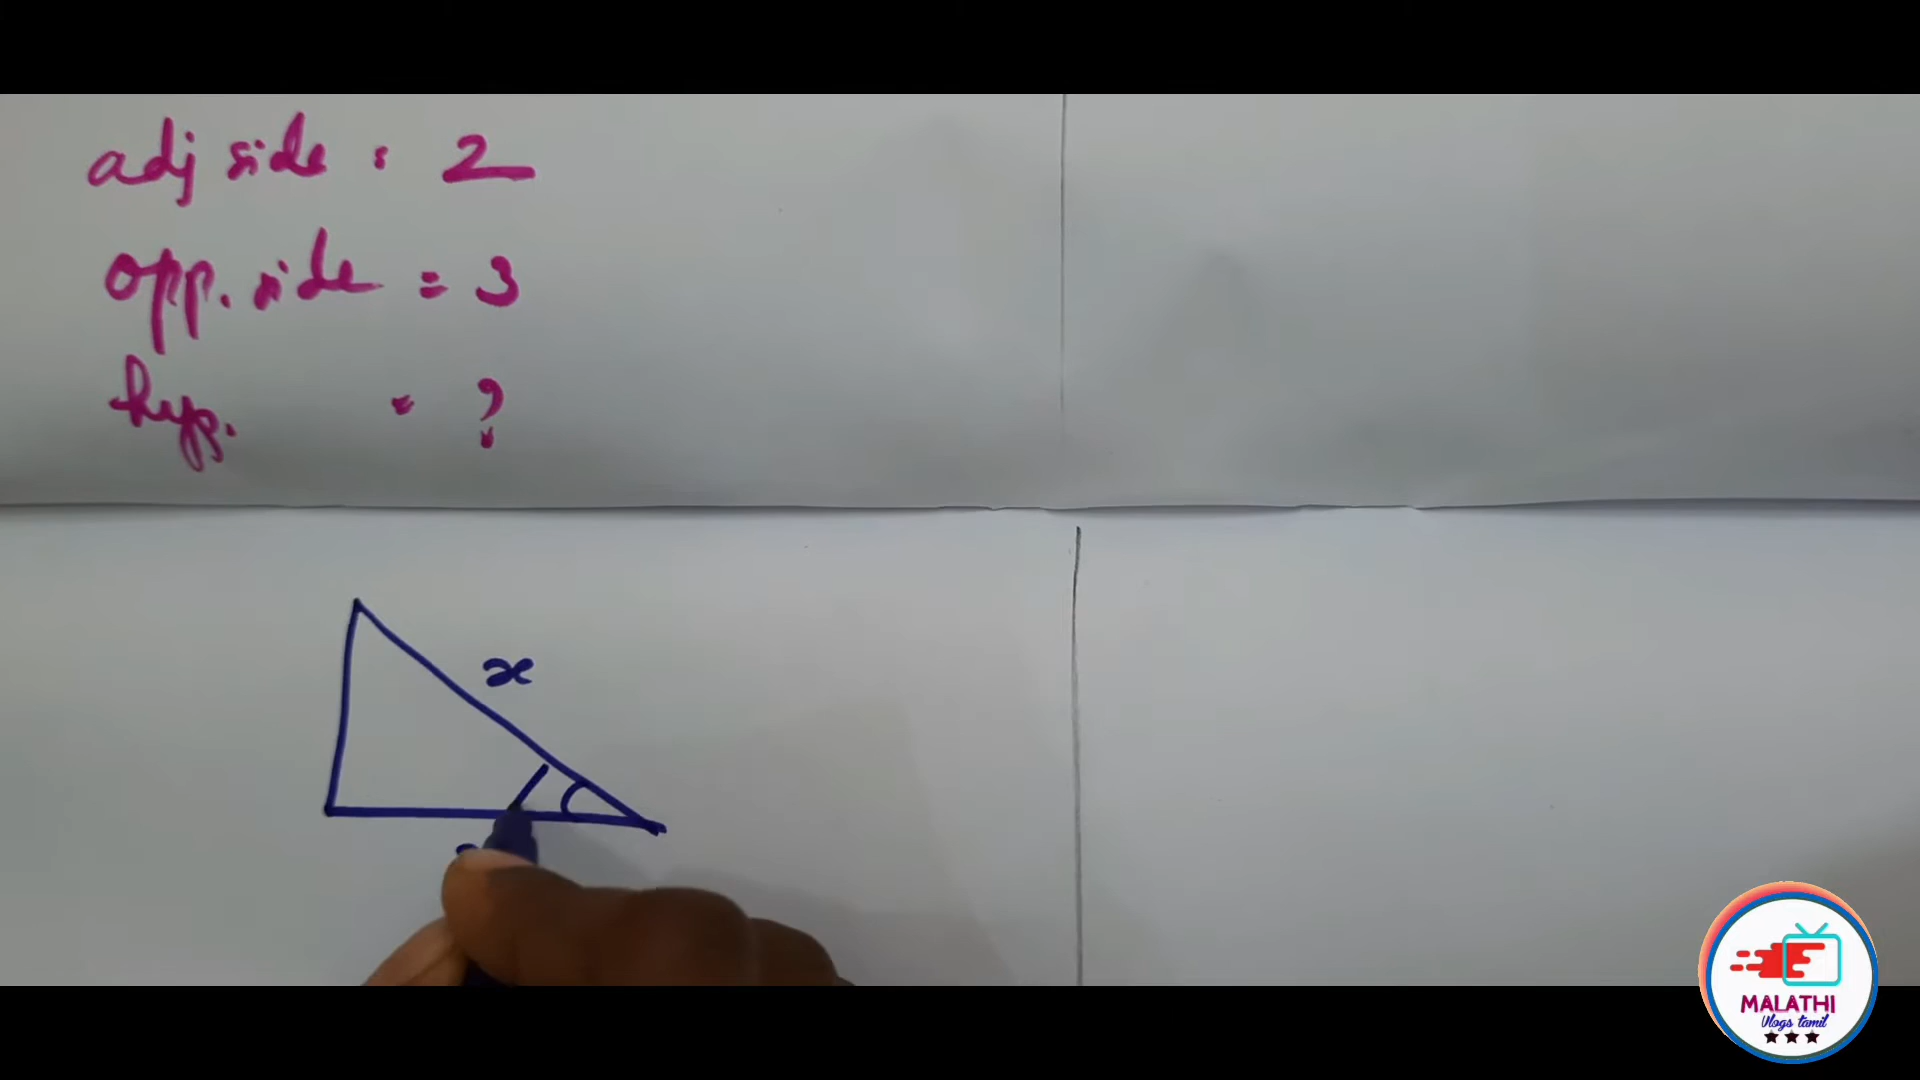 adj side : 2
opp. side = 3
hyp. = ?
x
MALATHI
Vlogs tamil